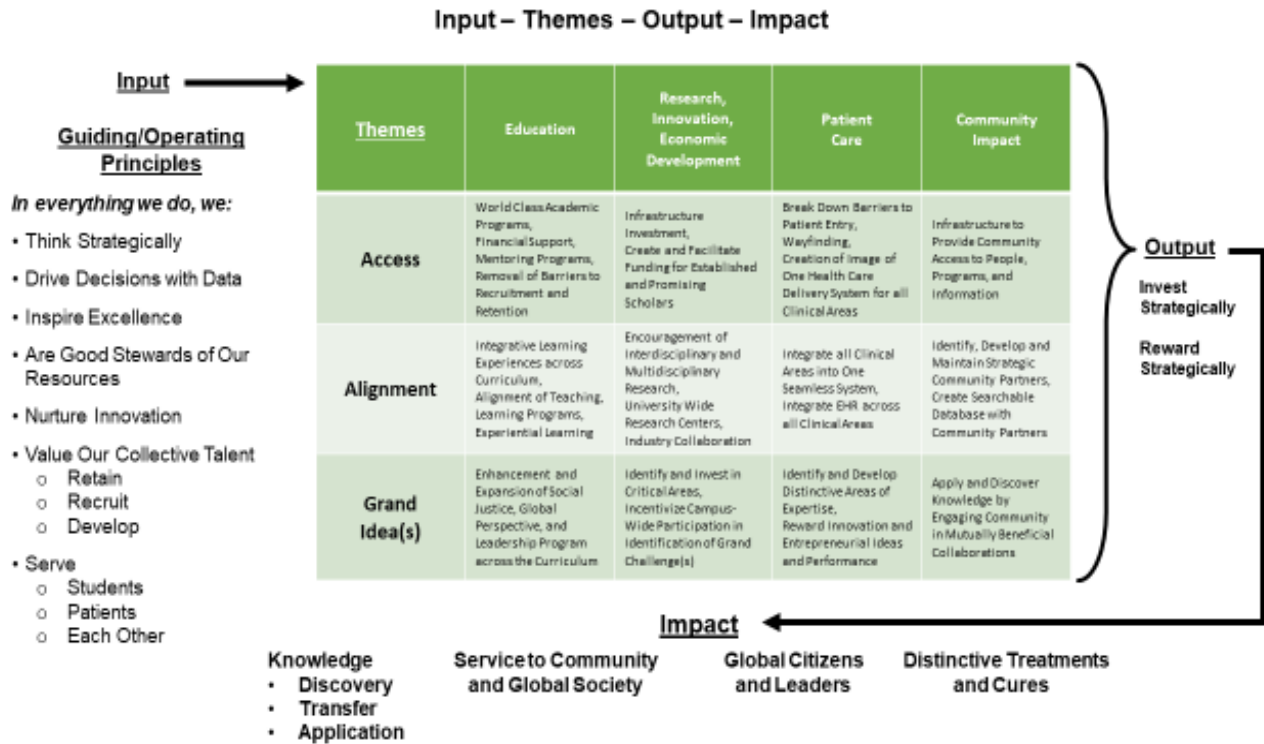 Input – Themes – Output – Impact
Input
Guiding/Operating
Principles
In everything we do, we:
• Think Strategically
• Drive Decisions with Data
• Inspire Excellence
• Are Good Stewards of Our
Resources
• Nurture Innovation
• Value Our Collective Talent
o Retain
o Recruit
o Develop
• Serve
o Students
o Patients
o Each Other
Themes
Education
Research,
Innovation,
Economic
Development
Patient
Care
Community
Impact
Access
World Class Academic
Programs,
Financial Support,
Mentoring Programs,
Removal of Barriers to
Recruitment and
Retention
Infrastructure
Investment,
Create and Facilitate
Funding for Established
and Promising
Scholars
Break Down Barriers to
Patient Entry,
Wayfinding,
Creation of Image of
One Health Care
Delivery System for all
Clinical Areas
Infrastructure to
Provide Community
Access to People,
Programs, and
Information
Alignment
Integrative Learning
Experiences across
Curriculum,
Alignment of Teaching,
Learning Programs,
Experiential Learning
Encouragement of
Interdisciplinary and
Multidisciplinary
Research,
University Wide
Research Centers,
Industry Collaboration
Integrate all Clinical
Areas into One
Seamless System,
Integrate EHR across
all Clinical Areas
Identify, Develop and
Maintain Strategic
Community Partners,
Create Searchable
Database with
Community Partners
Grand
Idea(s)
Enhancement and
Expansion of Social
Justice, Global
Perspective, and
Leadership Program
across the Curriculum
Identify and Invest in
Critical Areas,
Incentivize Campus-
Wide Participation in
Identification of Grand
Challenge(s)
Identify and Develop
Distinctive Areas of
Expertise,
Reward Innovation and
Entrepreneurial Ideas
and Performance
Apply and Discover
Knowledge by
Engaging Community
in Mutually Beneficial
Collaborations
Output
Invest
Strategically
Reward
Strategically
Impact
Knowledge
• Discovery
• Transfer
• Application
Service to Community
and Global Society
Global Citizens
and Leaders
Distinctive Treatments
and Cures